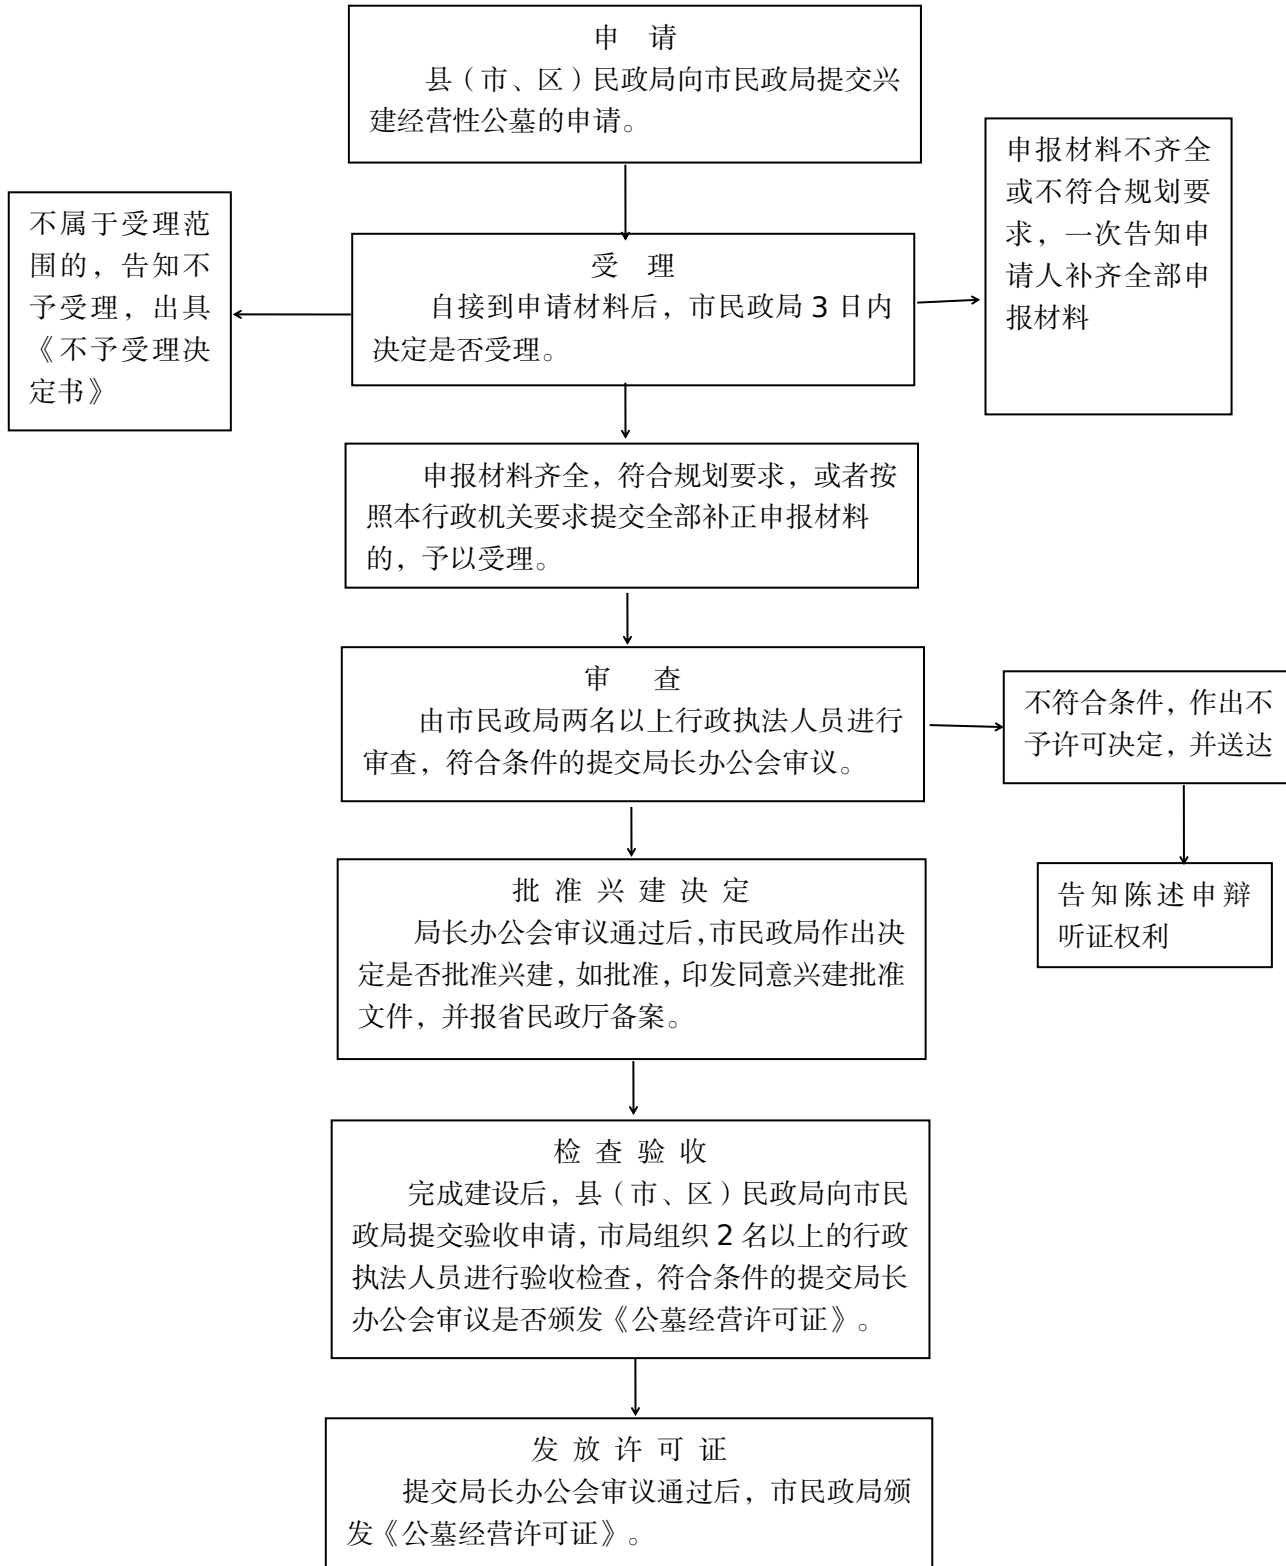 申 请
县（市、区）民政局向市民政局提交兴
建经营性公墓的申请。
申报材料不齐全
或不符合规划要
求，一次告知申
请人补齐全部申
报材料
不属于受理范
围的，告知不
予受理，出具
《不予受理决
定书》
受 理
自接到申请材料后，市民政局 3 日内
决定是否受理。
申报材料齐全，符合规划要求，或者按
照本行政机关要求提交全部补正申报材料
的，予以受理。
审 查
由市民政局两名以上行政执法人员进行
审查，符合条件的提交局长办公会审议。
不符合条件，作出不
予许可决定，并送达
告知陈述申辩
听证权利
批 准 兴 建 决 定
局长办公会审议通过后，市民政局作出决
定是否批准兴建，如批准，印发同意兴建批准
文件，并报省民政厅备案。
检 查 验 收
完成建设后，县（市、区）民政局向市民
政局提交验收申请，市局组织 2 名以上的行政
执法人员进行验收检查，符合条件的提交局长
办公会审议是否颁发《公墓经营许可证》。
发 放 许 可 证
提交局长办公会审议通过后，市民政局颁
发《公墓经营许可证》。